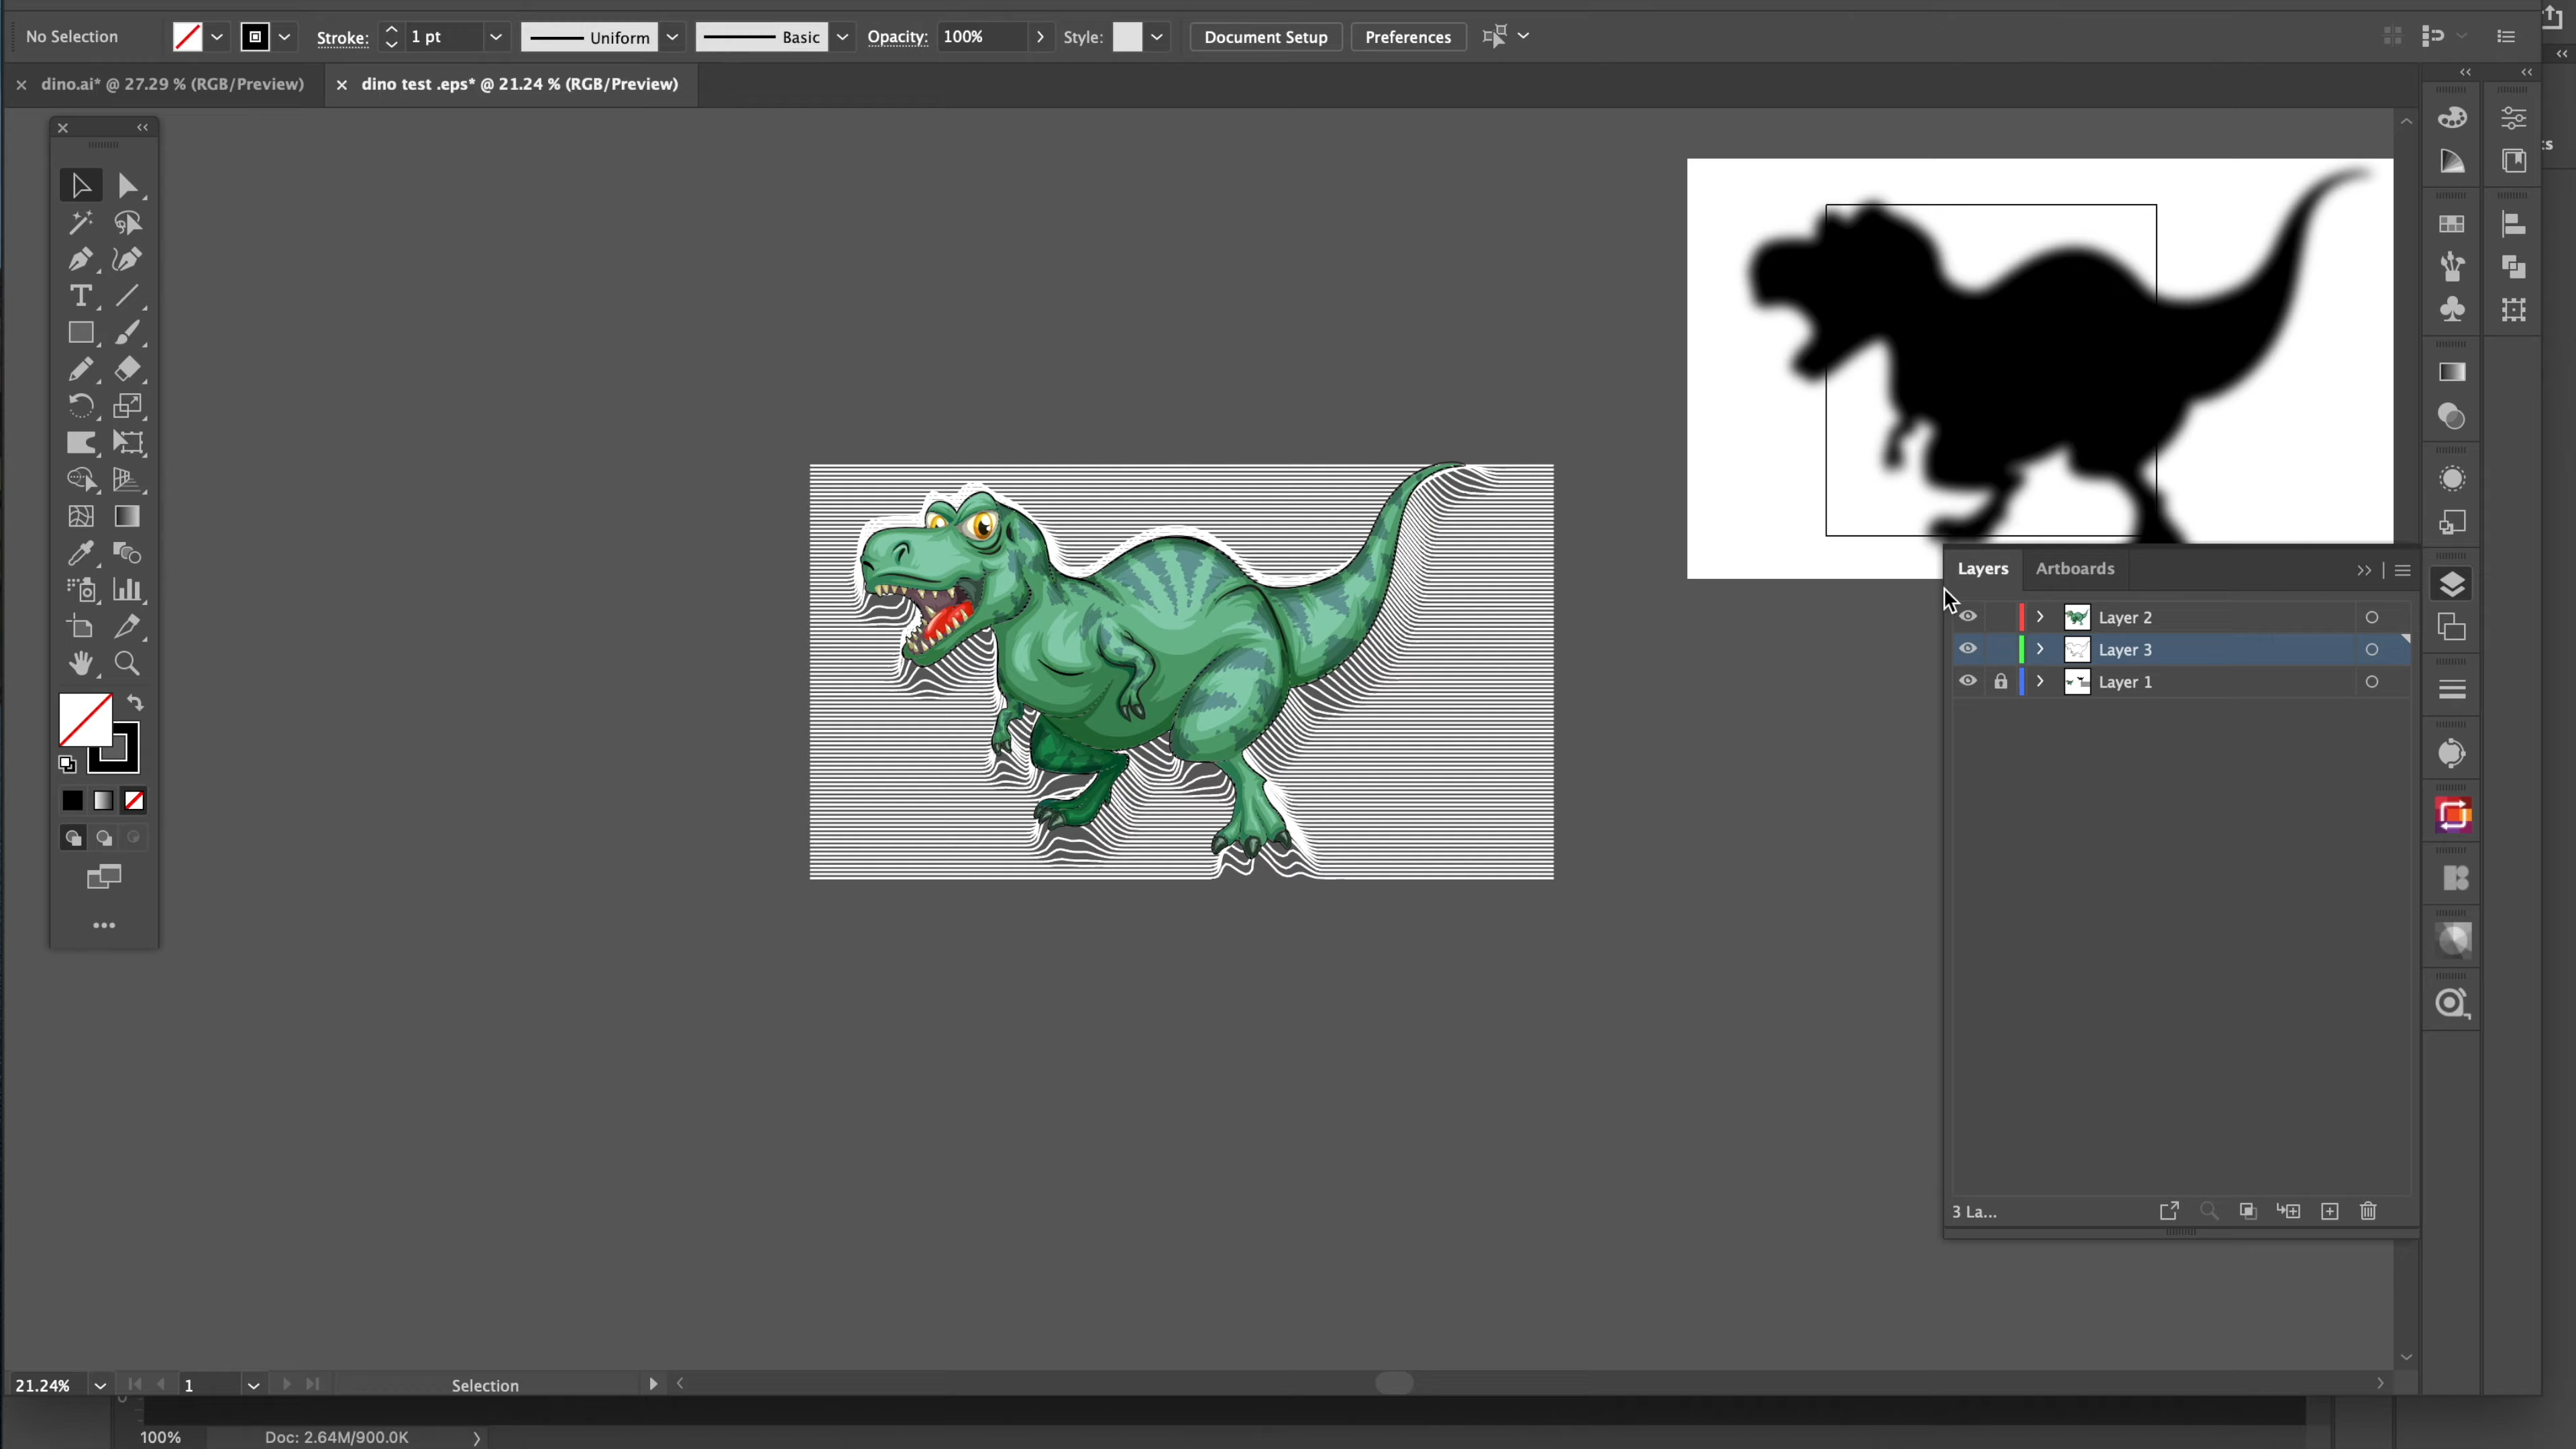 No Selection Stroke: 1 pt Uniform Basic Opacity: 100% Style: Document Setup Preferences
dino.ai* @ 27.29 % (RGB/Preview) dino test .eps* @ 21.24 % (RGB/Preview)
Layers Artboards
Layer 2
Layer 3
Layer 1
3 La...
21.24% 1 Selection
100% Doc: 2.64M/900.0K